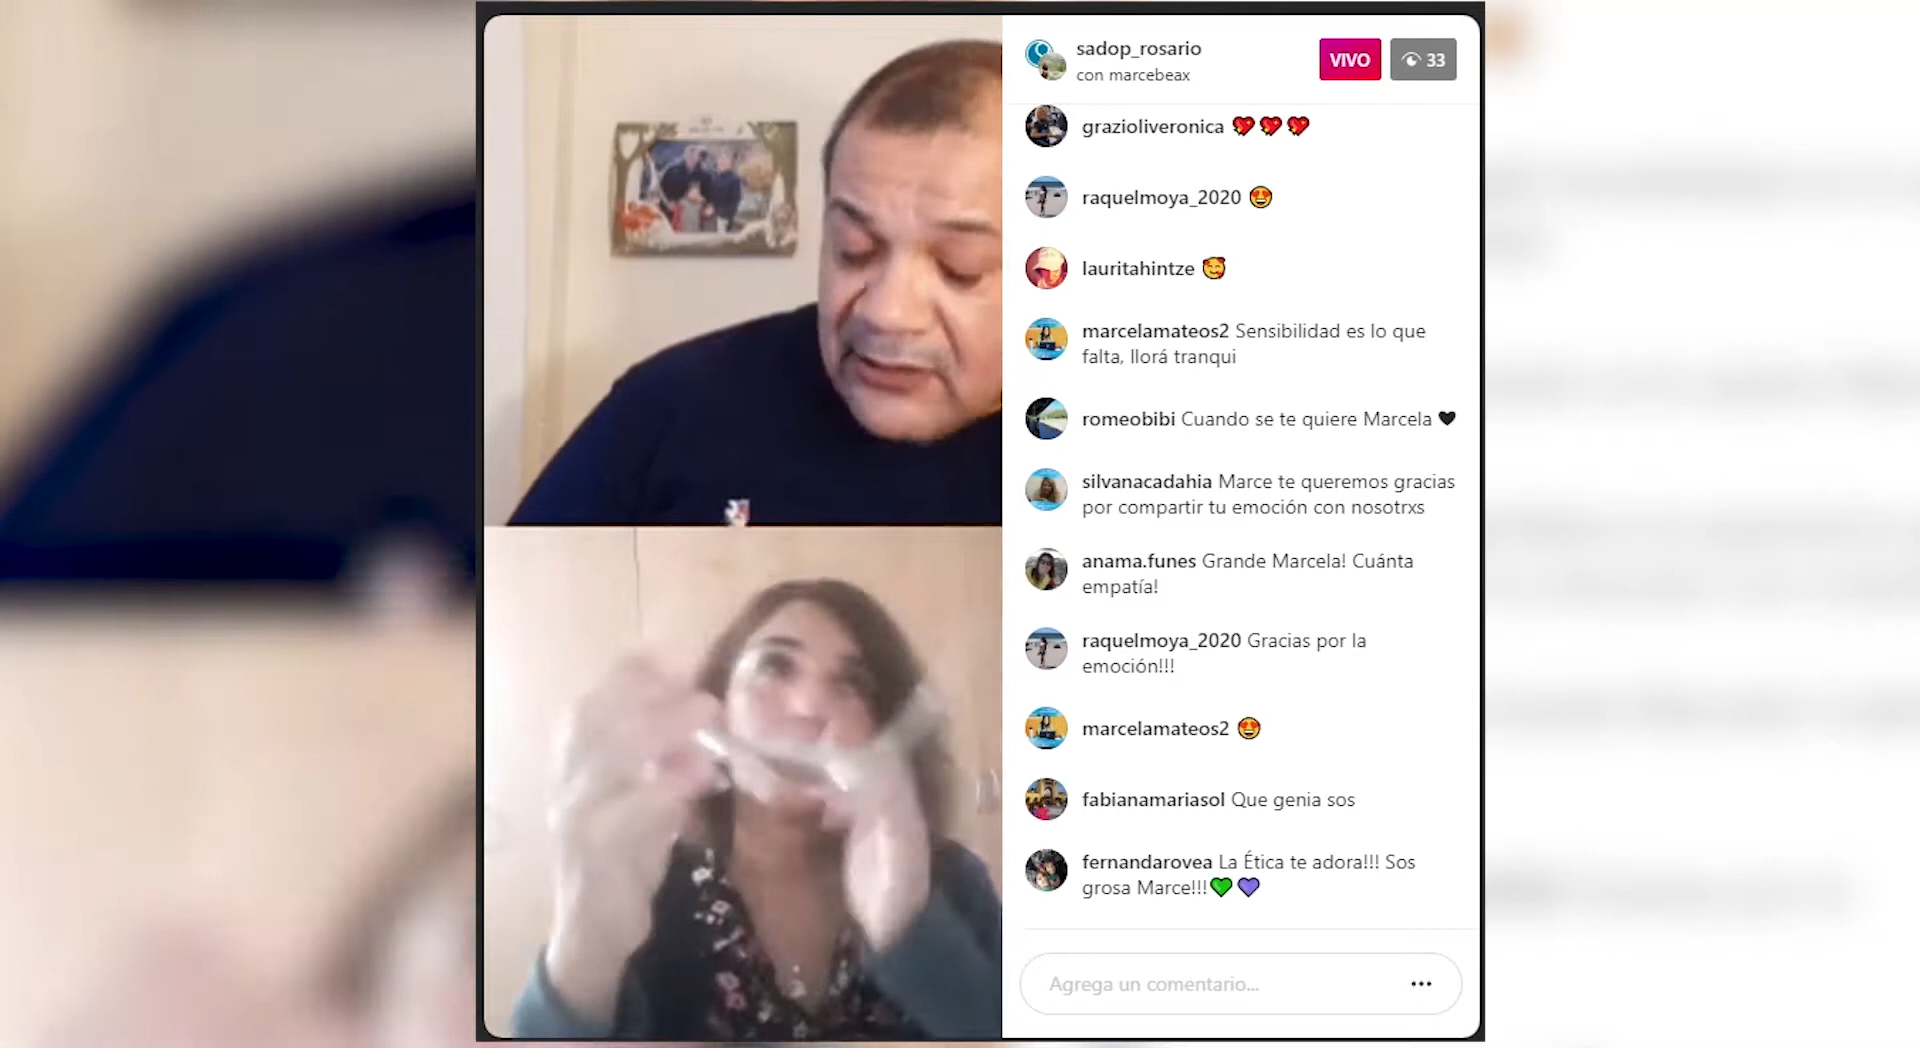 sadop_rosario
con marcebeax
VIVO
33
grazioliveronica 💖💖💖
raquelmoya_2020 😍
lauritahintze 🥰
marcelamateos2 Sensibilidad es lo que
falta, llorá tranqui
romeobibi Cuando se te quiere Marcela 🖤
silvanacadahia Marce te queremos gracias
por compartir tu emoción con nosotrxs
anama.funes Grande Marcela! Cuánta
empatía!
raquelmoya_2020 Gracias por la
emoción!!!
marcelamateos2 😍
fabianamariasol Que genia sos
fernandarovea La Ética te adora!!! Sos
grosa Marce!!!💚💜
Agrega un comentario...